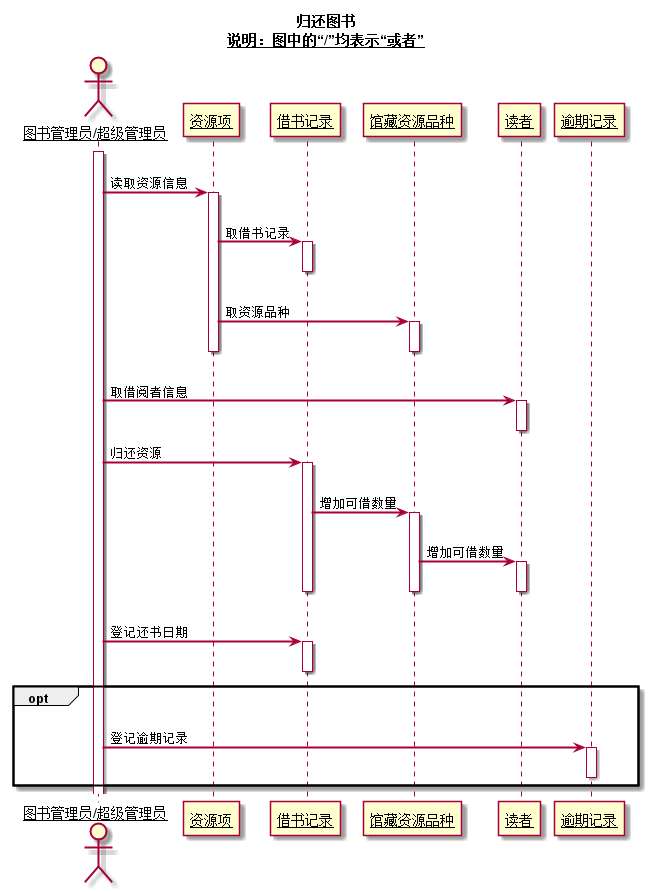 归还图书
说明：图中的“/”均表示“或者”
图书管理员/超级管理员
资源项
借书记录
馆藏资源品种
读者
逾期记录
读取资源信息
取借书记录
取资源品种
取借阅者信息
归还资源
增加可借数量
增加可借数量
登记还书日期
opt
登记逾期记录
图书管理员/超级管理员
资源项
借书记录
馆藏资源品种
读者
逾期记录